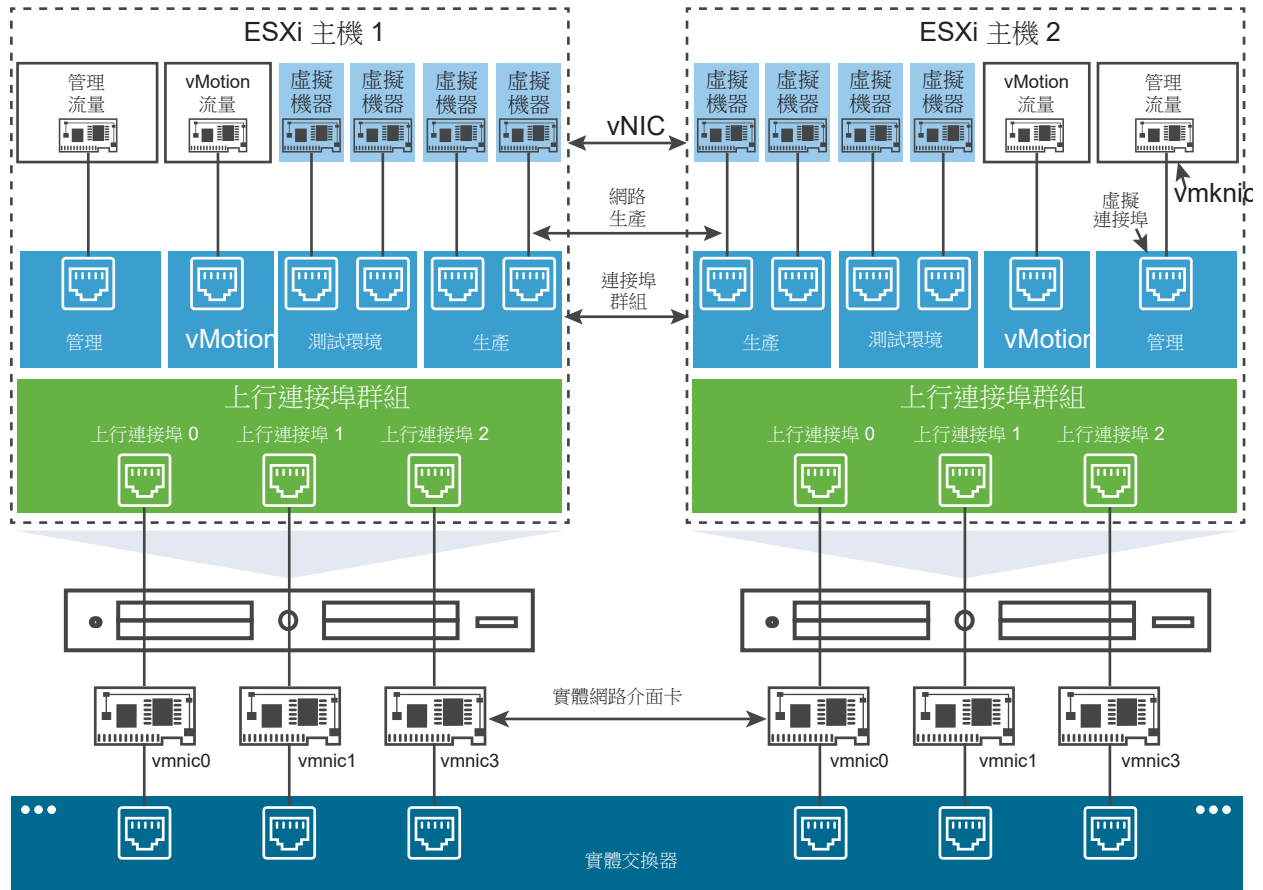 ESXi 主機 1
ESXi 主機 2
管理
流量
vMotion
流量
虛擬
機器
虛擬
機器
虛擬
機器
虛擬
機器
vNIC
虛擬
機器
虛擬
機器
虛擬
機器
虛擬
機器
vMotion
流量
管理
流量
vmknic
網路
生產
虛擬
連接埠
連接埠
群組
管理
vMotion
測試環境
生產
生產
測試環境
vMotion
管理
上行連接埠群組
上行連接埠 0
上行連接埠 1
上行連接埠 2
上行連接埠群組
上行連接埠 0
上行連接埠 1
上行連接埠 2
實體網路介面卡
vmnic0
vmnic1
vmnic3
vmnic0
vmnic1
vmnic3
實體交換器